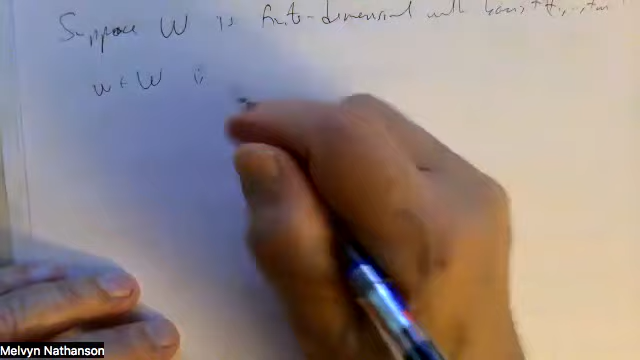 Suppose W is finite-dimensional with basis
w ∈ W
Melvyn Nathanson